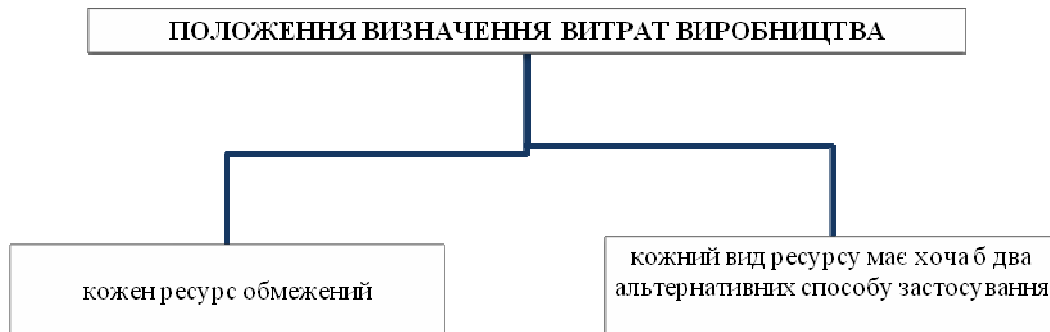 ПОЛОЖЕННЯ ВИЗНАЧЕННЯ ВИТРАТ ВИРОБНИЦТВА
кожен ресурс обмежений
кожний вид ресурсу має хоча б два
альтернативних способу застосування